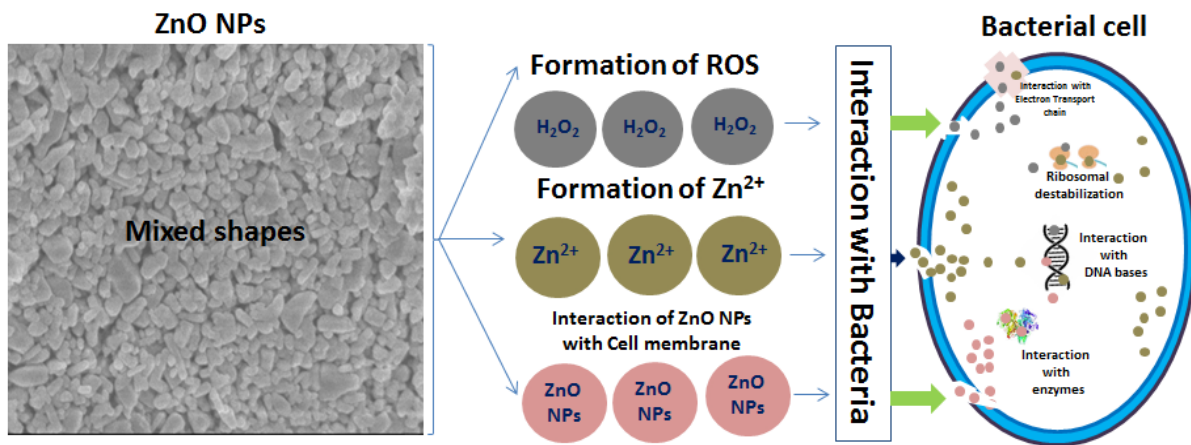 ZnO NPs
Mixed shapes
Formation of ROS
H₂O₂
H₂O₂
H₂O₂
Formation of Zn²⁺
Zn²⁺
Zn²⁺
Zn²⁺
Interaction of ZnO NPs
with Cell membrane
ZnO
NPs
ZnO
NPs
ZnO
NPs
Interaction with Bacteria
Bacterial cell
Interaction with
Electron Transport
chain
Ribosomal
destabilization
Interaction
with
DNA bases
Interaction
with
enzymes